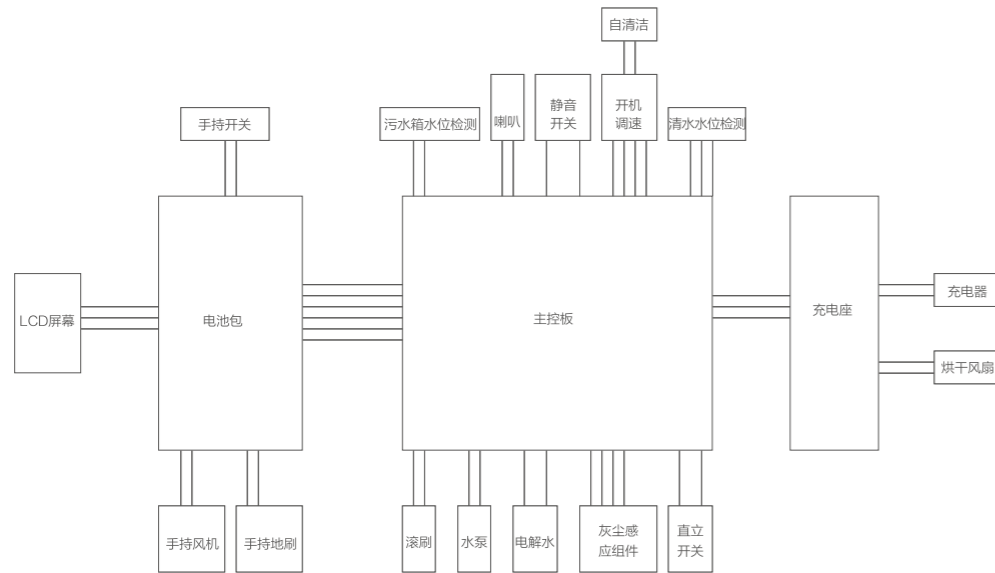 自清洁
手持开关
污水箱水位检测
喇叭
静音
开关
开机
调速
清水水位检测
LCD屏幕
电池包
主控板
充电座
充电器
烘干风扇
手持风机
手持地刷
滚刷
水泵
电解水
灰尘感
应组件
直立
开关